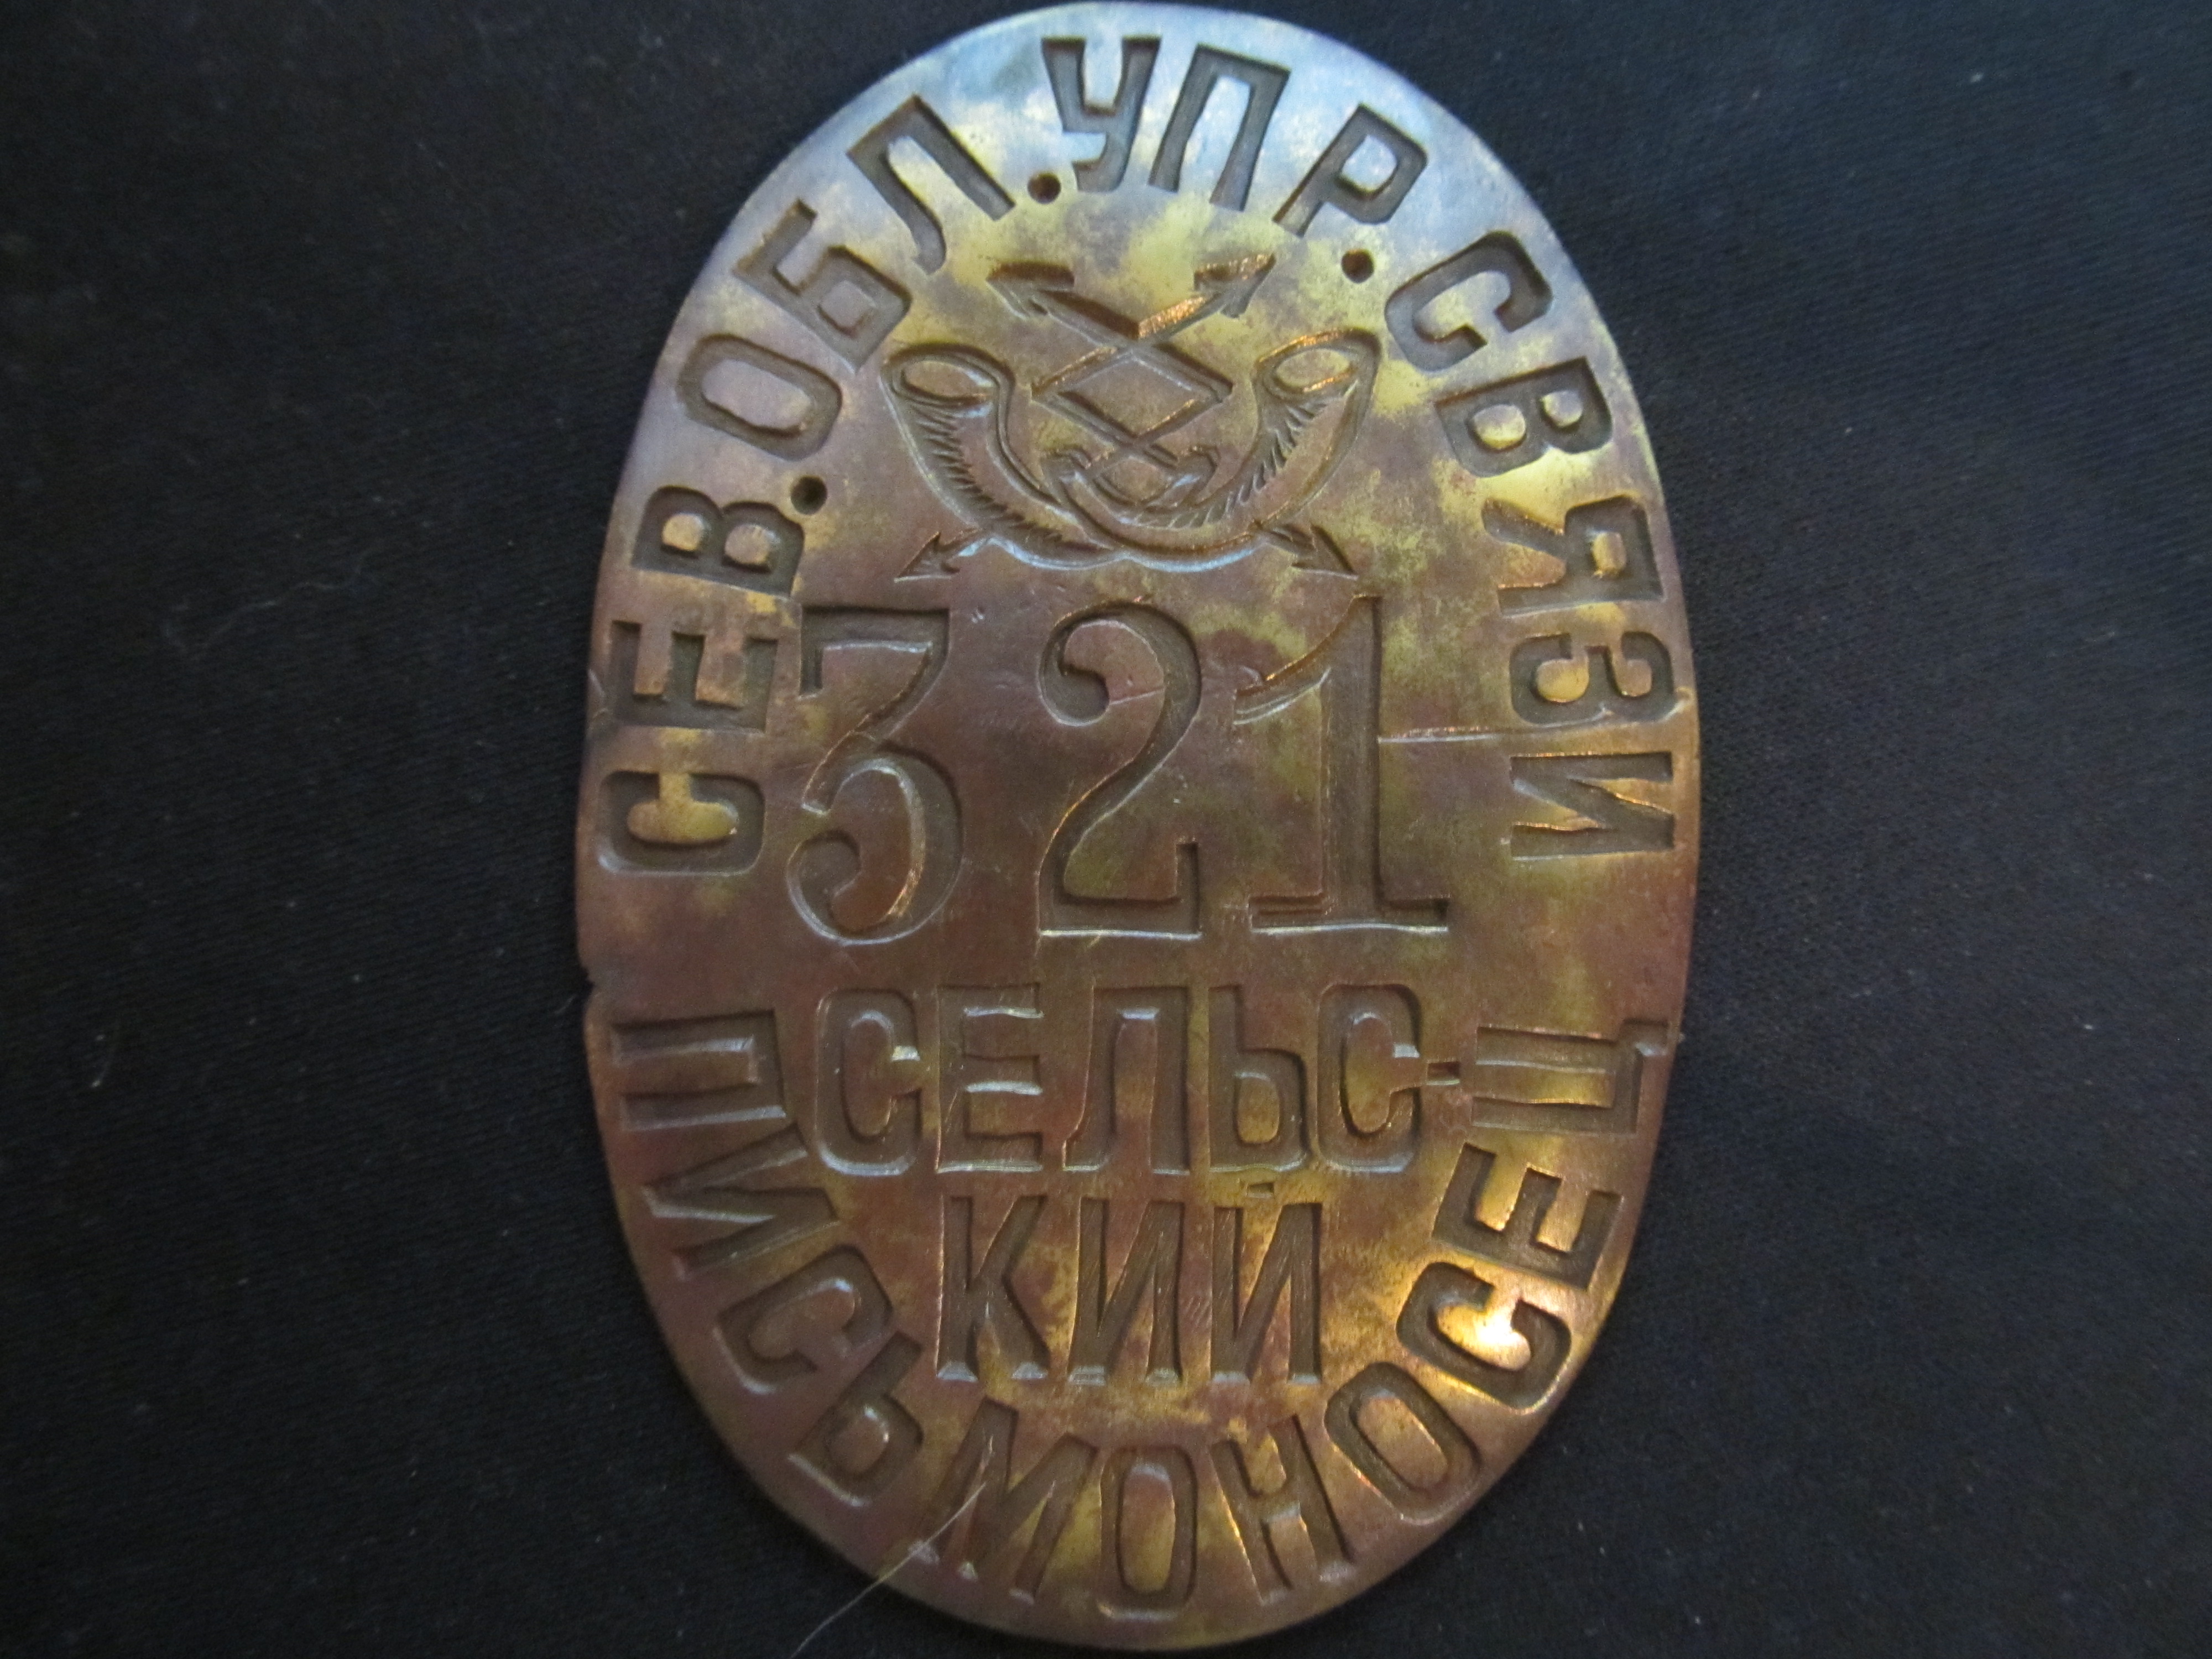 СЕВ.ОБЛ.УПР.СВЯЗИ
321
СЕЛЬС-
КИЙ
ПИСЬМОНОСЕЦ